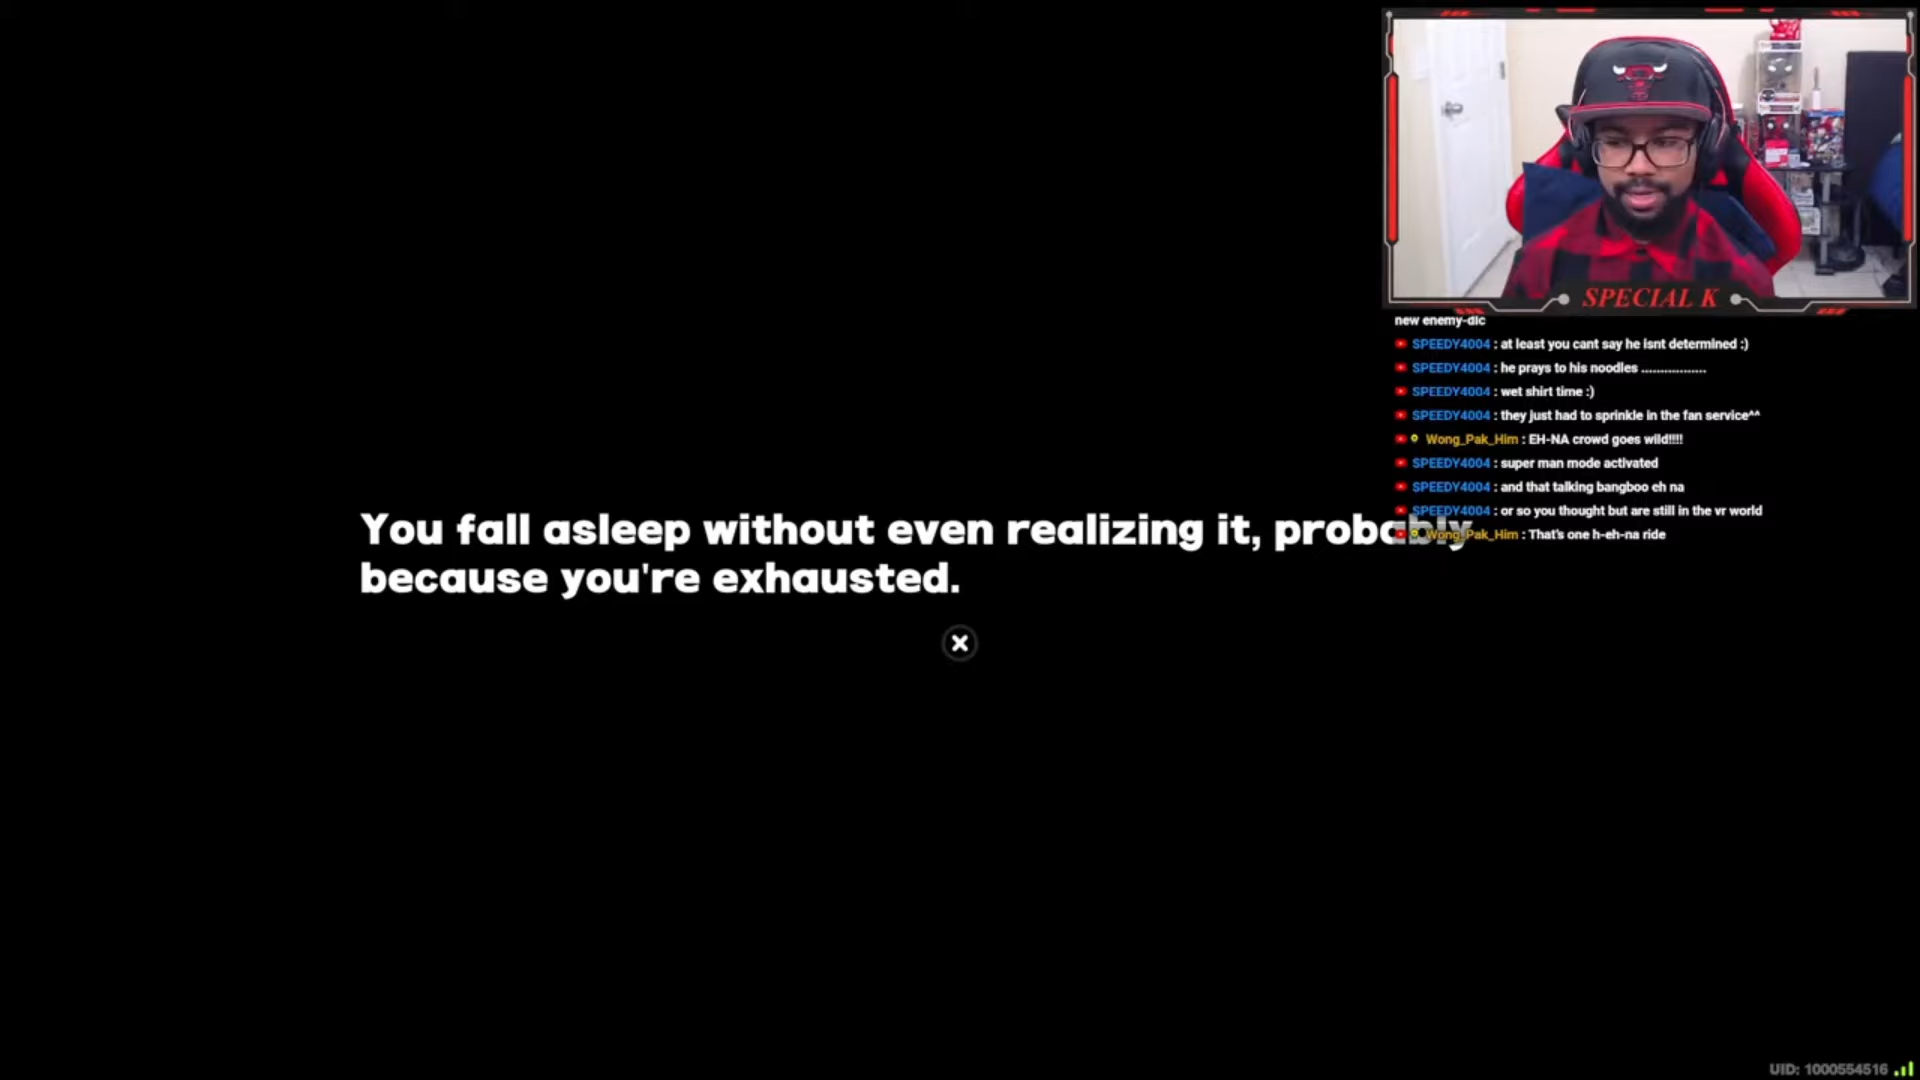 SPECIAL K
new enemy-dlc
SPEEDY4004 : at least you cant say he isnt determined :)
SPEEDY4004 : he prays to his noodles .................
SPEEDY4004 : wet shirt time :)
SPEEDY4004 : they just had to sprinkle in the fan service^^
Wong_Pak_Him : EH-NA crowd goes wild!!!!
SPEEDY4004 : super man mode activated
SPEEDY4004 : and that talking bangboo eh na
SPEEDY4004 : or so you thought but are still in the vr world
Wong_Pak_Him : That's one h-eh-na ride
You fall asleep without even realizing it, probably
because you're exhausted.
UID: 1000554516